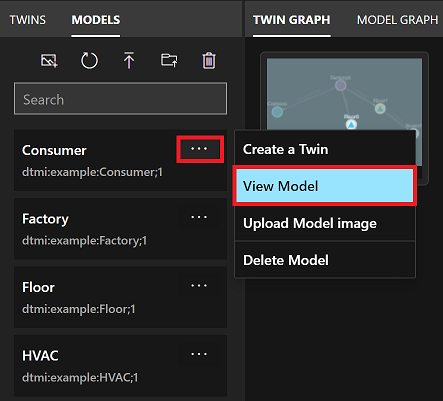 TWINS MODELS TWIN GRAPH MODEL GRAPH
Search
Consumer ...
dtmi:example:Consumer;1
Create a Twin
View Model
Upload Model image
Delete Model
Factory ...
dtmi:example:Factory;1
Floor ...
dtmi:example:Floor;1
HVAC ...
dtmi:example:HVAC;1